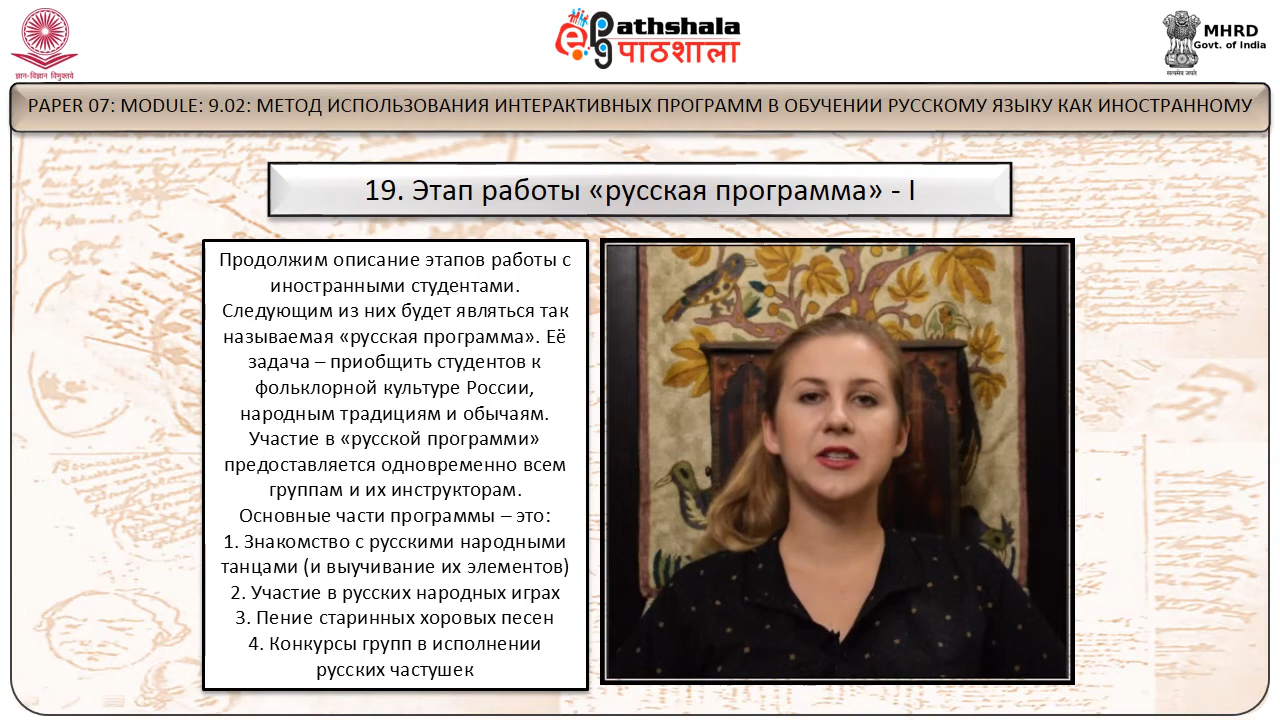 ज्ञान-विज्ञान विमुक्तये
ePG Pathshala
पाठशाला
सत्यमेव जयते
MHRD
Govt. of India
PAPER 07: MODULE: 9.02: МЕТОД ИСПОЛЬЗОВАНИЯ ИНТЕРАКТИВНЫХ ПРОГРАММ В ОБУЧЕНИИ РУССКОМУ ЯЗЫКУ КАК ИНОСТРАННОМУ
19. Этап работы «русская программа» - I
Продолжим описание этапов работы с
иностранными студентами.
Следующим из них будет являться так
называемая «русская программа». Её
задача – приобщить студентов к
фольклорной культуре России,
народным традициям и обычаям.
Участие в «русской программи»
предоставляется одновременно всем
группам и их инструкторам.
Основные части программы – это:
1. Знакомство с русскими народными
танцами (и выучивание их элементов)
2. Участие в русских народных играх
3. Пение старинных хоровых песен
4. Конкурсы групп в исполнении
русских частушек